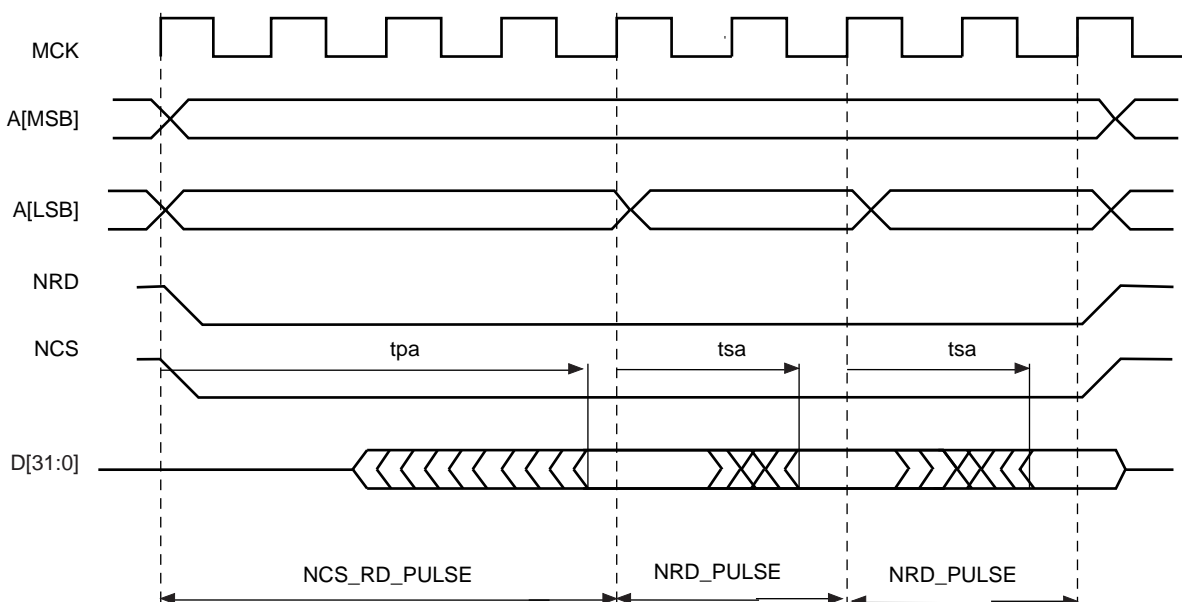 MCK
A[MSB]
A[LSB]
NRD
NCS
tpa
tsa
tsa
D[31:0]
NCS_RD_PULSE
NRD_PULSE
NRD_PULSE